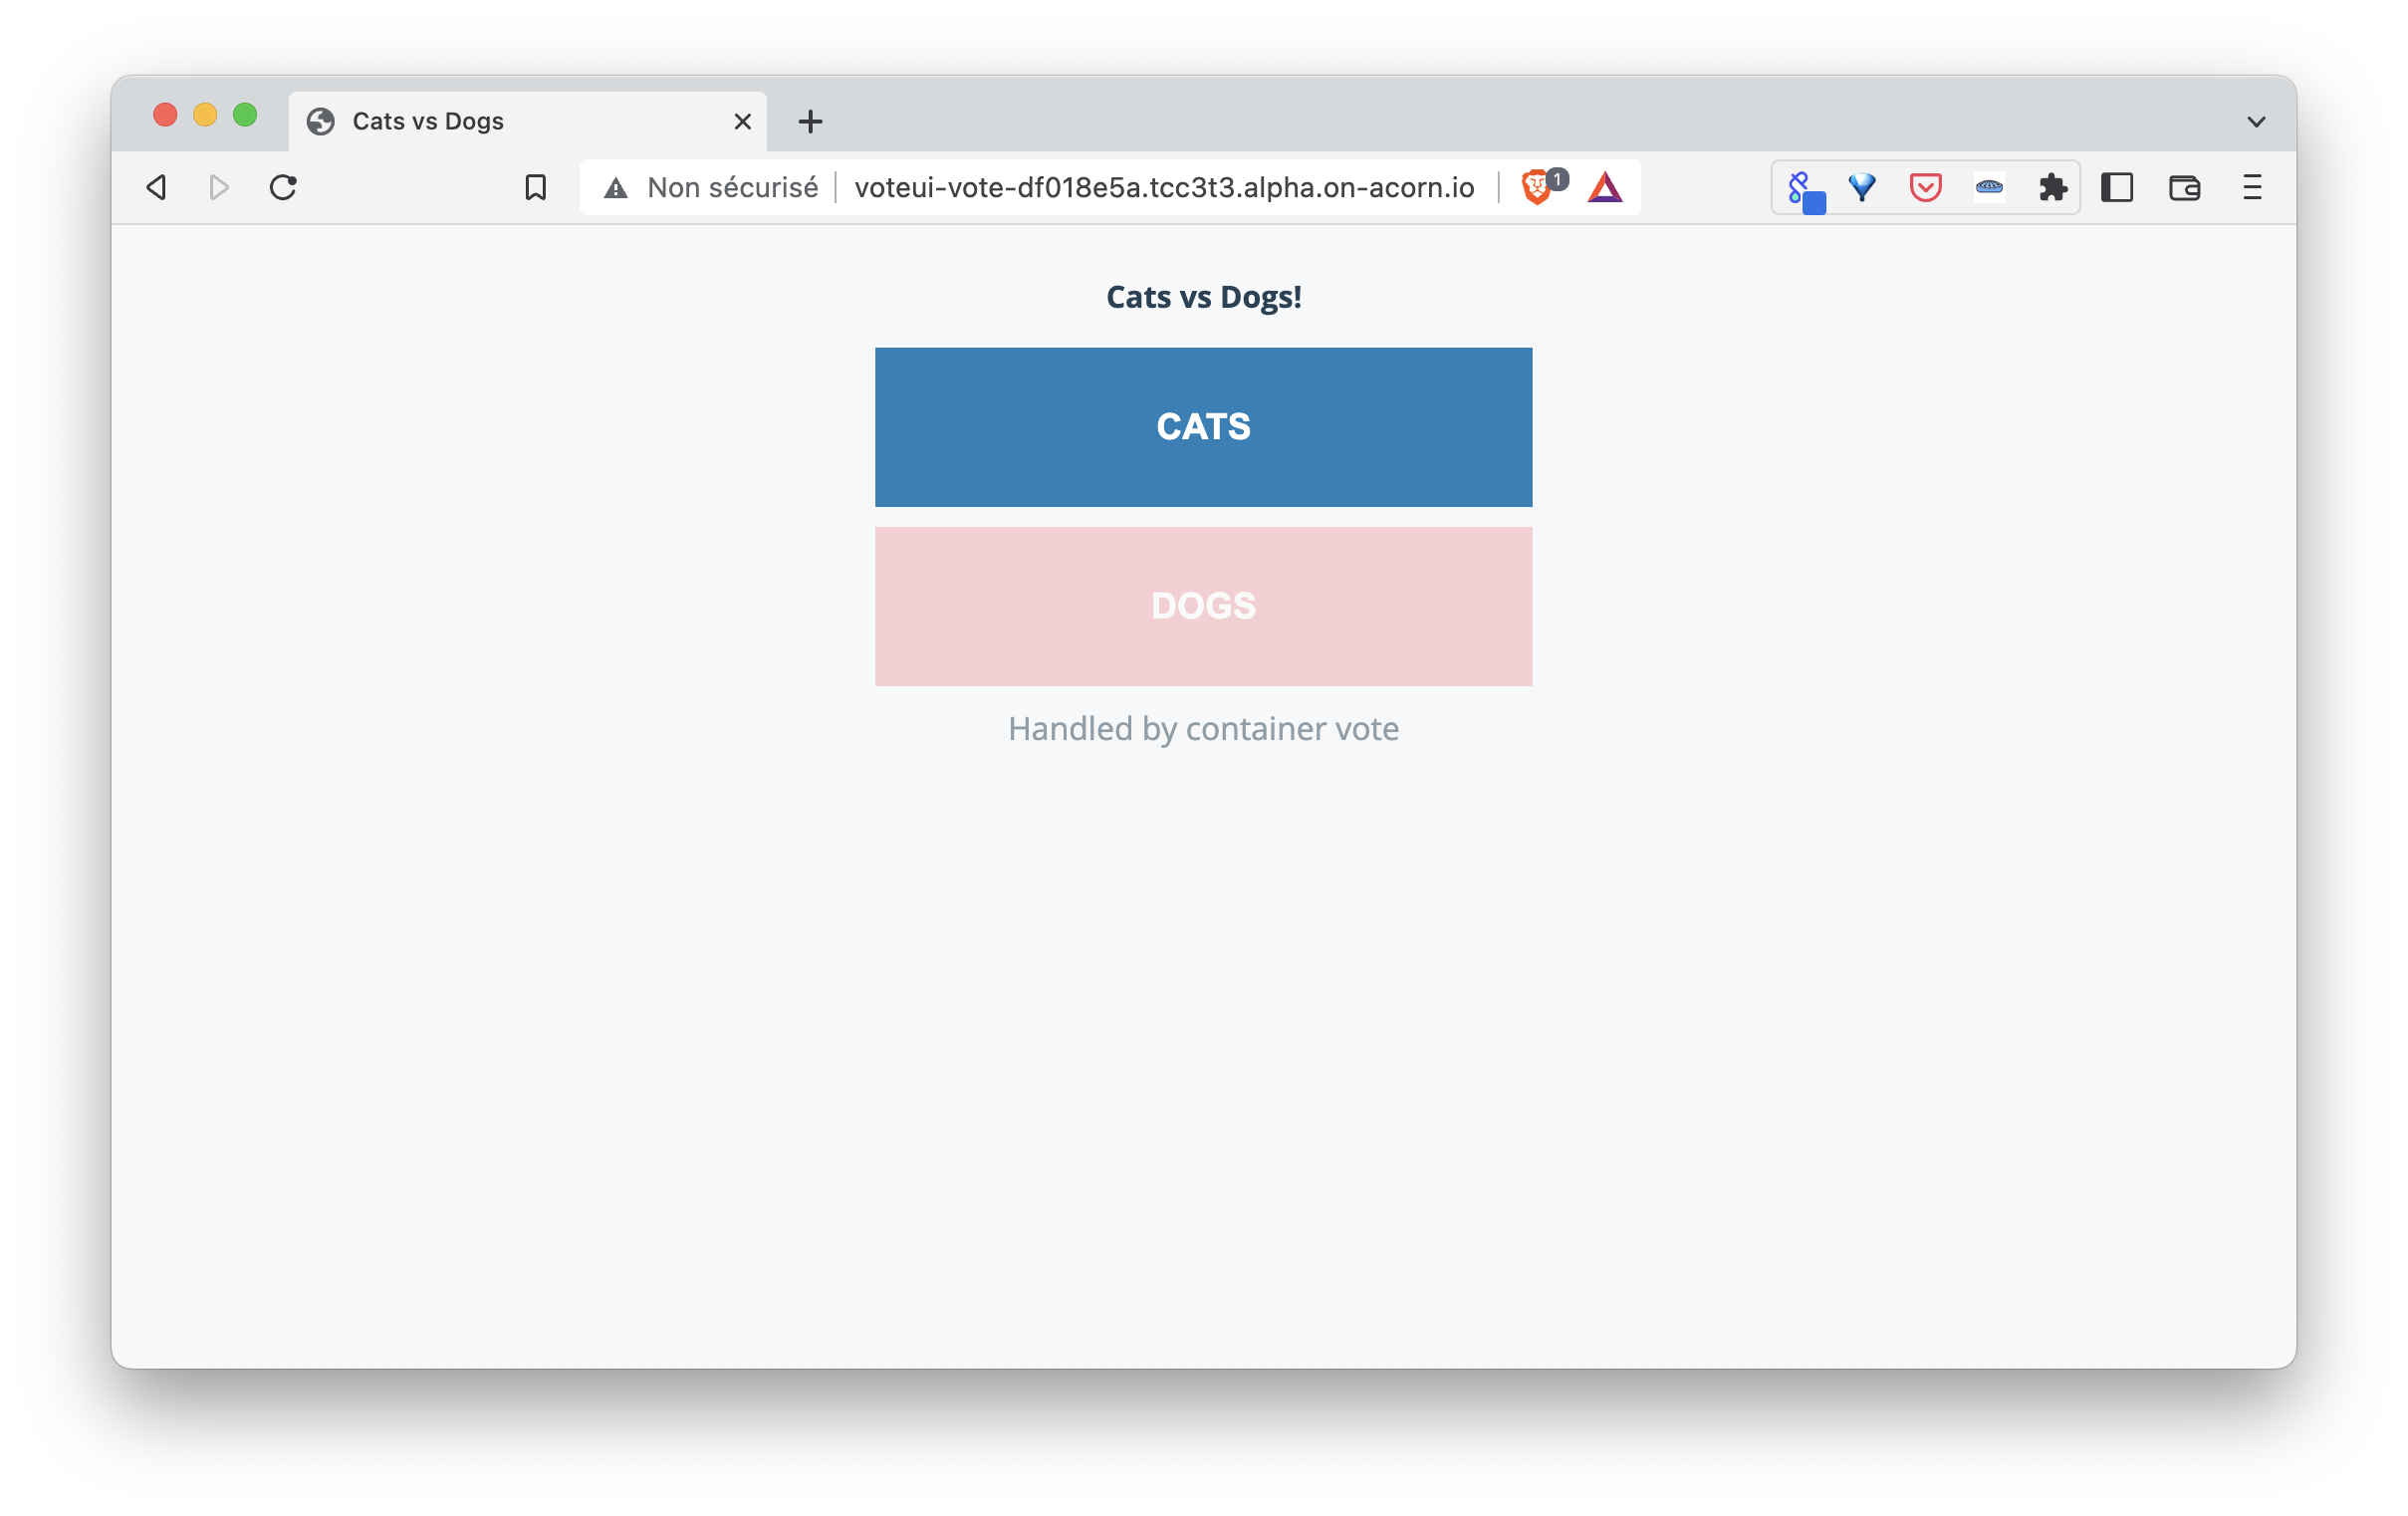 Cats vs Dogs
Non sécurisé voteui-vote-df018e5a.tcc3t3.alpha.on-acorn.io 1
Cats vs Dogs!
CATS
DOGS
Handled by container vote